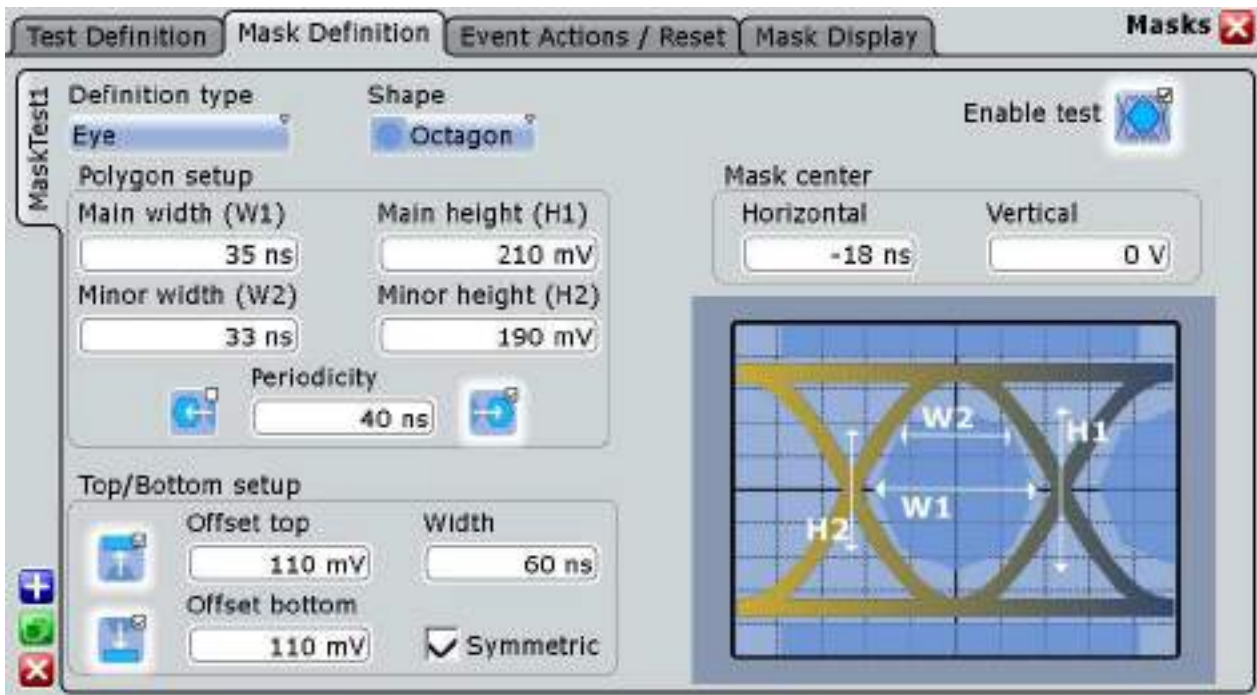 Test Definition
Mask Definition
Event Actions / Reset
Mask Display
Masks
MaskTest1
Definition type
Shape
Eye
Octagon
Enable test
Polygon setup
Main width (W1)
Main height (H1)
35 ns
210 mV
Minor width (W2)
Minor height (H2)
33 ns
190 mV
Periodicity
40 ns
Mask center
Horizontal
Vertical
-18 ns
0 V
W2
H1
W1
H2
Top/Bottom setup
Offset top
Width
110 mV
60 ns
Offset bottom
110 mV
Symmetric